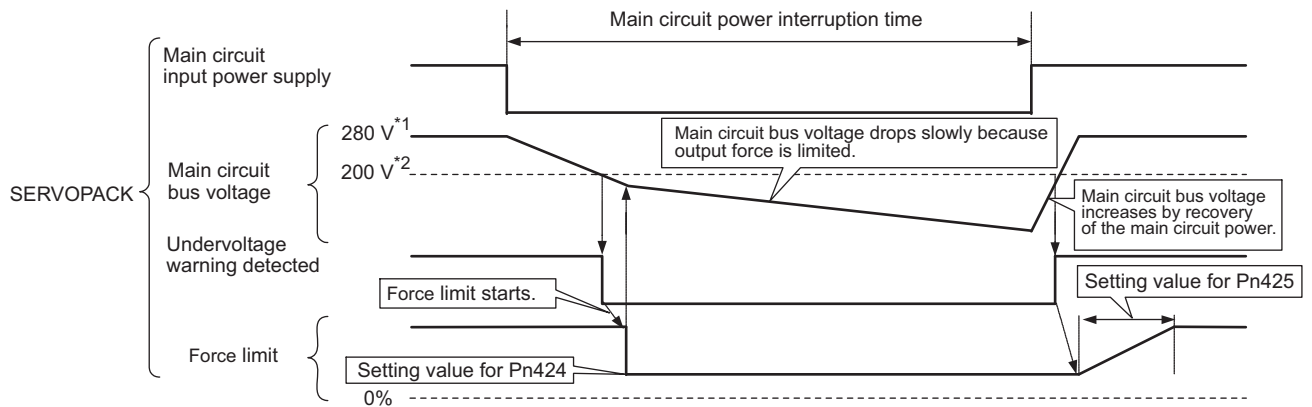 Main circuit power interruption time
Main circuit
input power supply
280 V*1
200 V*2
Main circuit bus voltage drops slowly because
output force is limited.
SERVOPACK
Main circuit
bus voltage
Main circuit bus voltage
increases by recovery
of the main circuit power.
Undervoltage
warning detected
Force limit starts.
Setting value for Pn425
Force limit
Setting value for Pn424
0%